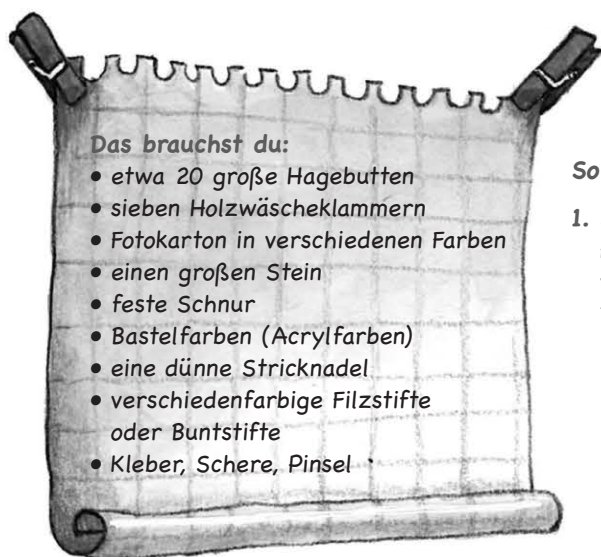 Das brauchst du:
• etwa 20 große Hagebutten
• sieben Holzwäscheklammern
• Fotokarton in verschiedenen Farben
• einen großen Stein
• feste Schnur
• Bastelfarben (Acrylfarben)
• eine dünne Stricknadel
• verschiedenfarbige Filzstifte
oder Buntstifte
• Kleber, Schere, Pinsel
So
1.